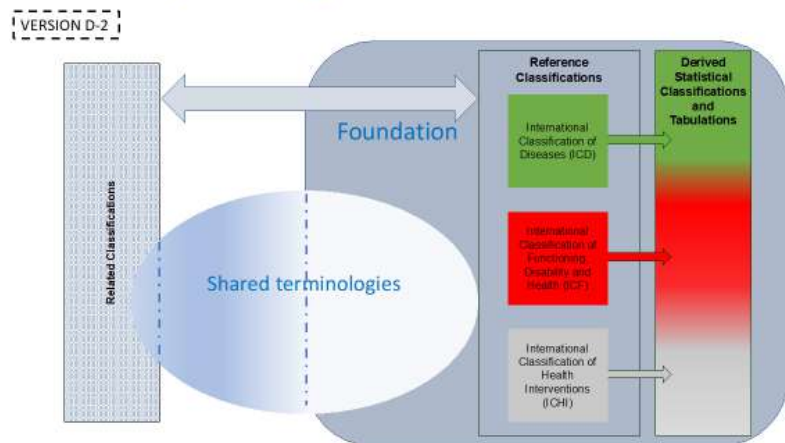 VERSION D-2
Related Classifications
Foundation
Shared terminologies
Reference
Classifications
International
Classification of
Diseases (ICD)
International
Classification of
Functioning,
Disability and
Health (ICF)
International
Classification of
Health
Interventions
(ICHI)
Derived
Statistical
Classifications
and
Tabulations